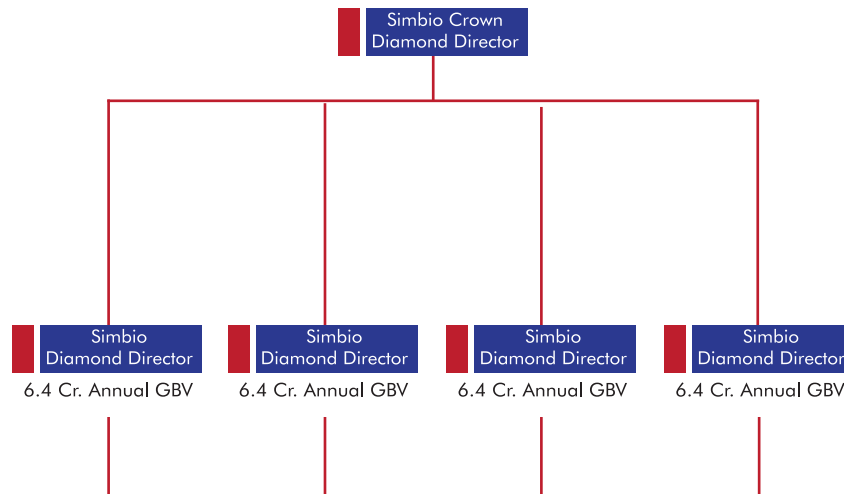 Simbio Crown
Diamond Director
Simbio
Diamond Director
6.4 Cr. Annual GBV
Simbio
Diamond Director
6.4 Cr. Annual GBV
Simbio
Diamond Director
6.4 Cr. Annual GBV
Simbio
Diamond Director
6.4 Cr. Annual GBV